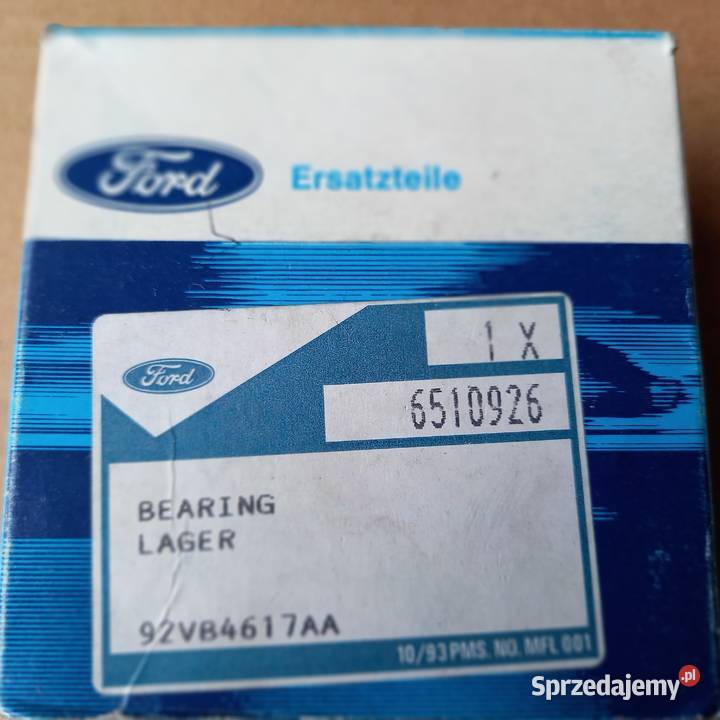 Ford
Ersatzteile
1 X
Ford
6510926
BEARING
LAGER
92VB4617AA
10/93 PMS. NO. MFL 001
Sprzedajemy.pl